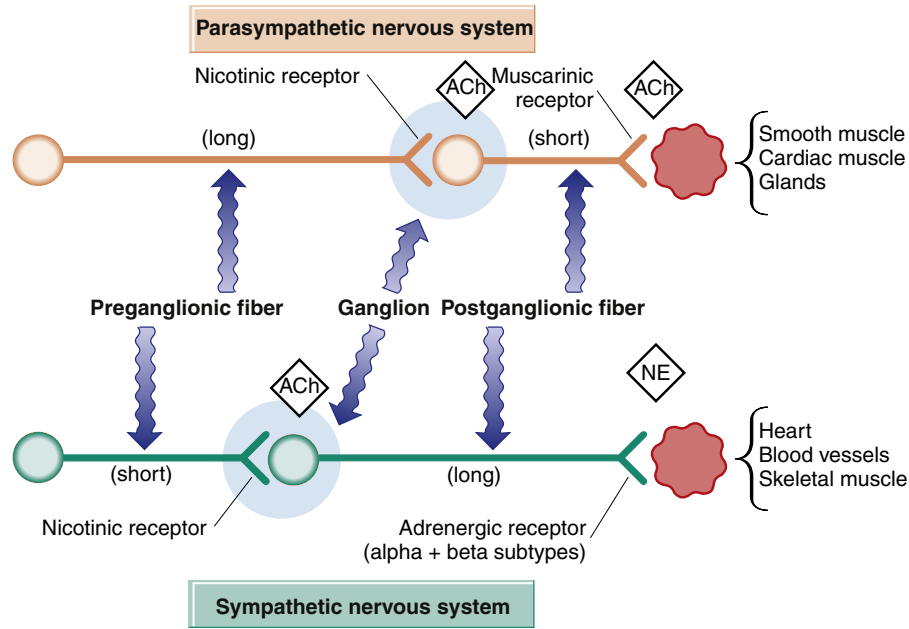 Parasympathetic nervous system
Nicotinic receptor
ACh
Muscarinic
receptor
ACh
(long)
(short)
Smooth muscle
Cardiac muscle
Glands
Preganglionic fiber
Ganglion
Postganglionic fiber
ACh
NE
Heart
Blood vessels
Skeletal muscle
(short)
(long)
Nicotinic receptor
Adrenergic receptor
(alpha + beta subtypes)
Sympathetic nervous system